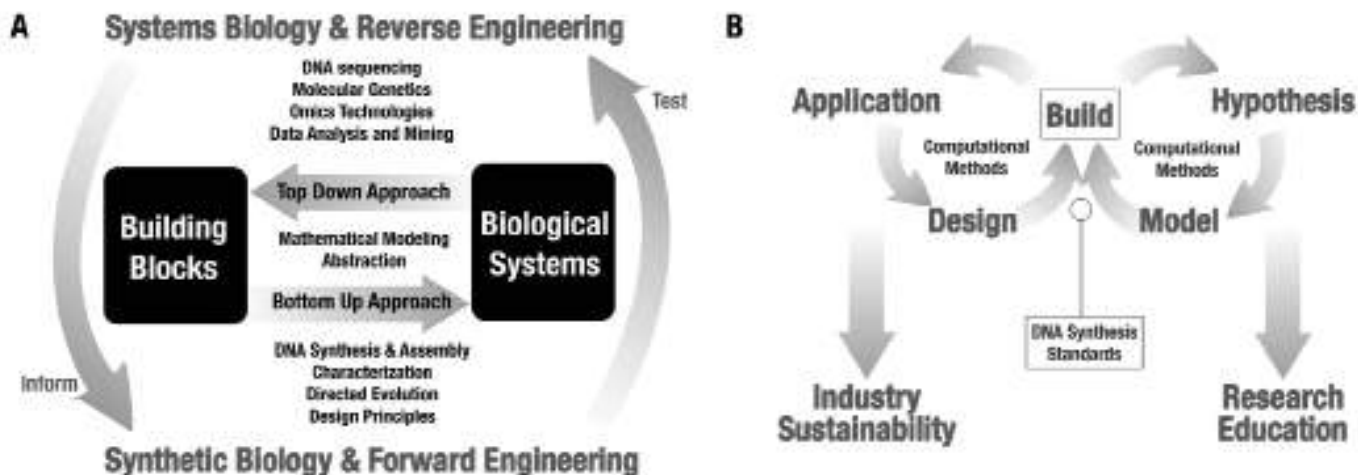 A
Systems Biology & Reverse Engineering
DNA sequencing
Molecular Genetics
Omics Technologies
Data Analysis and Mining
Test
Top Down Approach
Building
Blocks
Biological
Systems
Mathematical Modeling
Abstraction
Bottom Up Approach
DNA Synthesis & Assembly
Characterization
Directed Evolution
Design Principles
Inform
Synthetic Biology & Forward Engineering
B
Application
Build
Hypothesis
Computational
Methods
Computational
Methods
Design
Model
DNA Synthesis
Standards
Industry
Sustainability
Research
Education